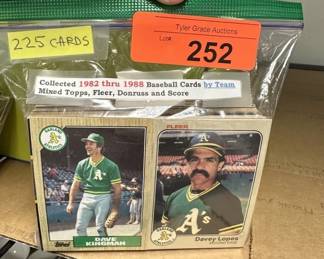 225 CARDS
Tyler Grace Auctions
Lot#
252
Collected 1982 thru 1988 Baseball Cards by Team
Mixed Topps, Fleer, Donruss and Score
FLEER
Topps
DAVE
KINGMAN
A's
Davey Lopes